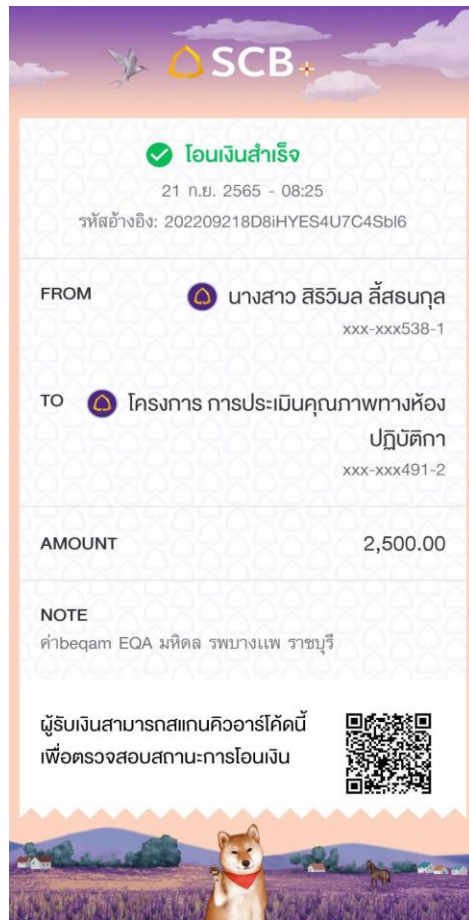 SCB
โอนเงินสำเร็จ
21 ก.ย. 2565 - 08:25
รหัสอ้างอิง: 202209218D8iHYES4U7C4Sbl6
FROM
นางสาว สิริวิมล ลี้สธนกุล
xxx-xxx538-1
TO
โครงการ การประเมินคุณภาพทางห้อง
ปฏิบัติกา
xxx-xxx491-2
AMOUNT
2,500.00
NOTE
ค่าbeqam EQA มหิดล รพบางแพ ราชบุรี
ผู้รับเงินสามารถสแกนคิวอาร์โค้ดนี้
เพื่อตรวจสอบสถานะการโอนเงิน